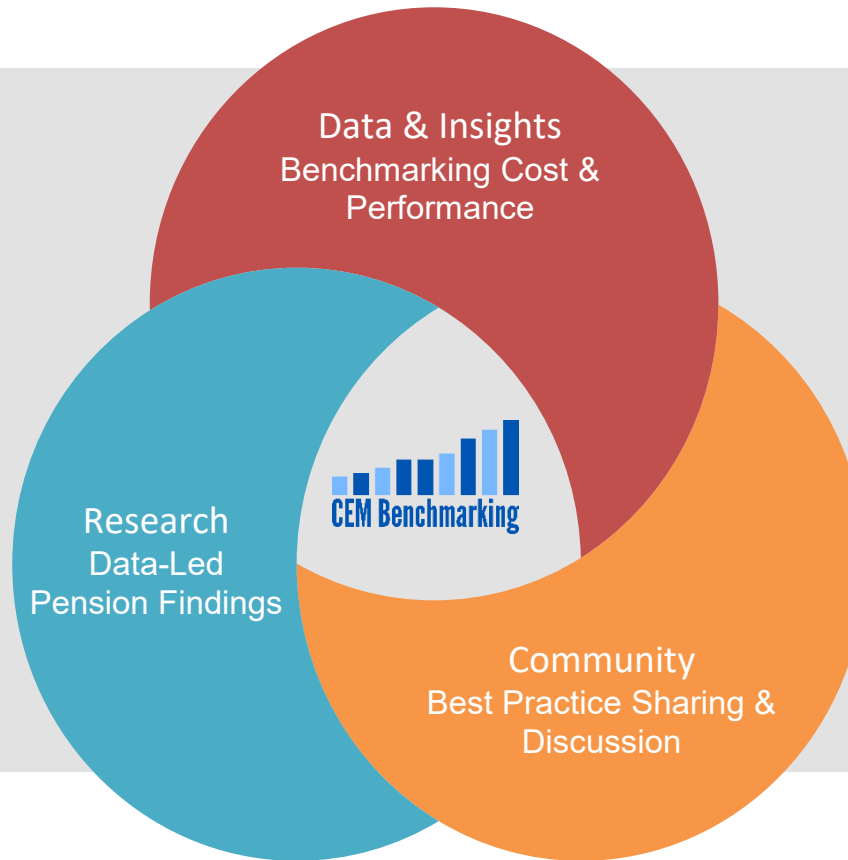 Data & Insights
Benchmarking Cost &
Performance
CEM Benchmarking
Research
Data-Led
Pension Findings
Community
Best Practice Sharing &
Discussion